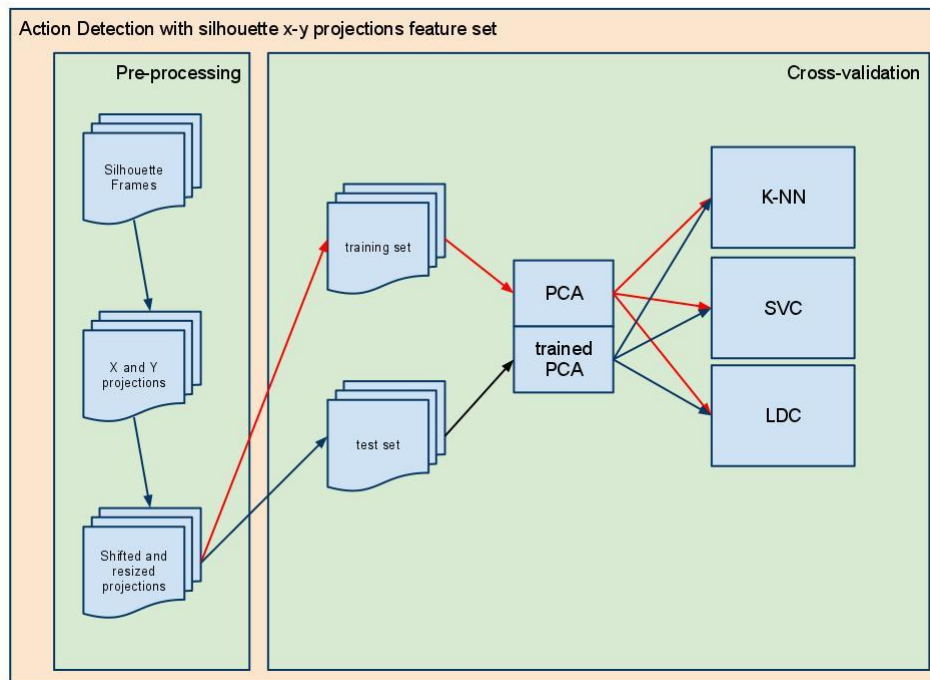 Action Detection with silhouette x-y projections feature set
Pre-processing
Silhouette
Frames
X and Y
projections
Shifted and
resized
projections
Cross-validation
training set
test set
PCA
trained
PCA
K-NN
SVC
LDC